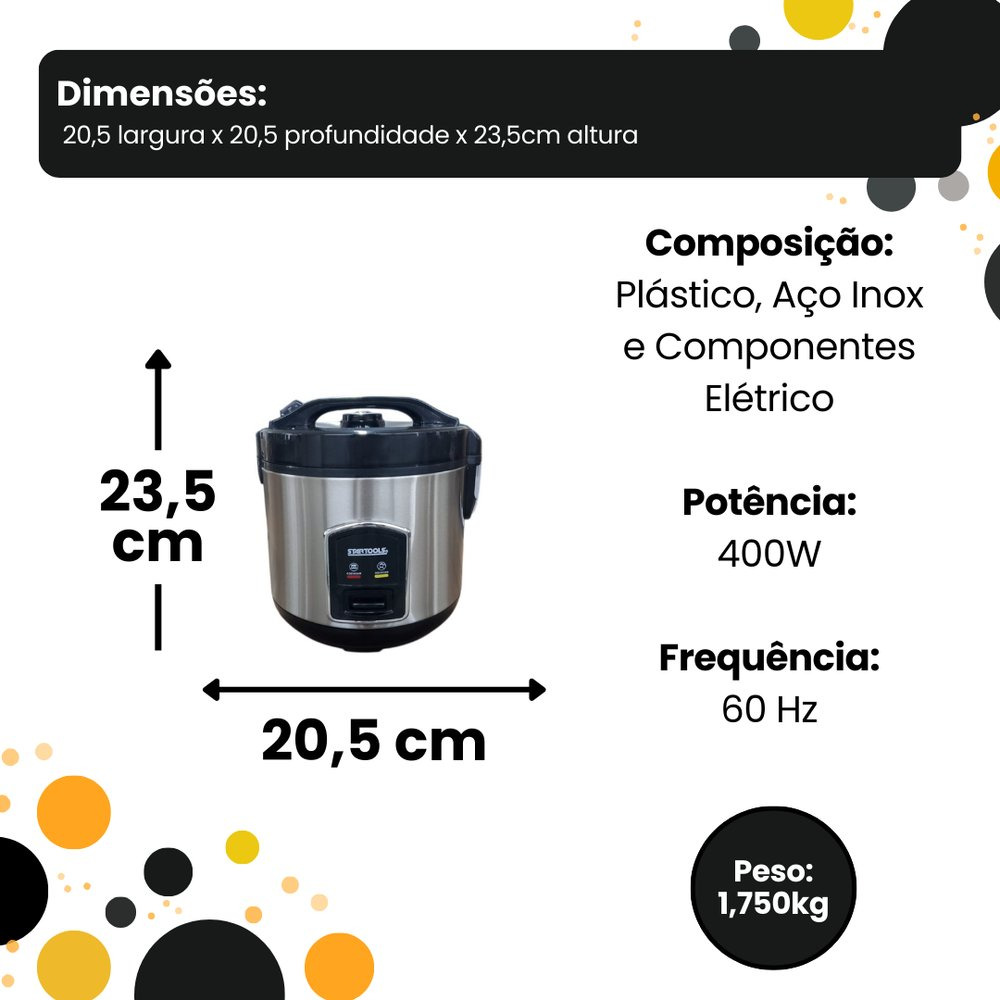 Dimensões:
20,5 largura x 20,5 profundidade x 23,5cm altura
Composição:
Plástico, Aço Inox
e Componentes
Elétrico
23,5
cm
STARTOOLS
Potência:
400W
Frequência:
60 Hz
20,5 cm
Peso:
1,750kg